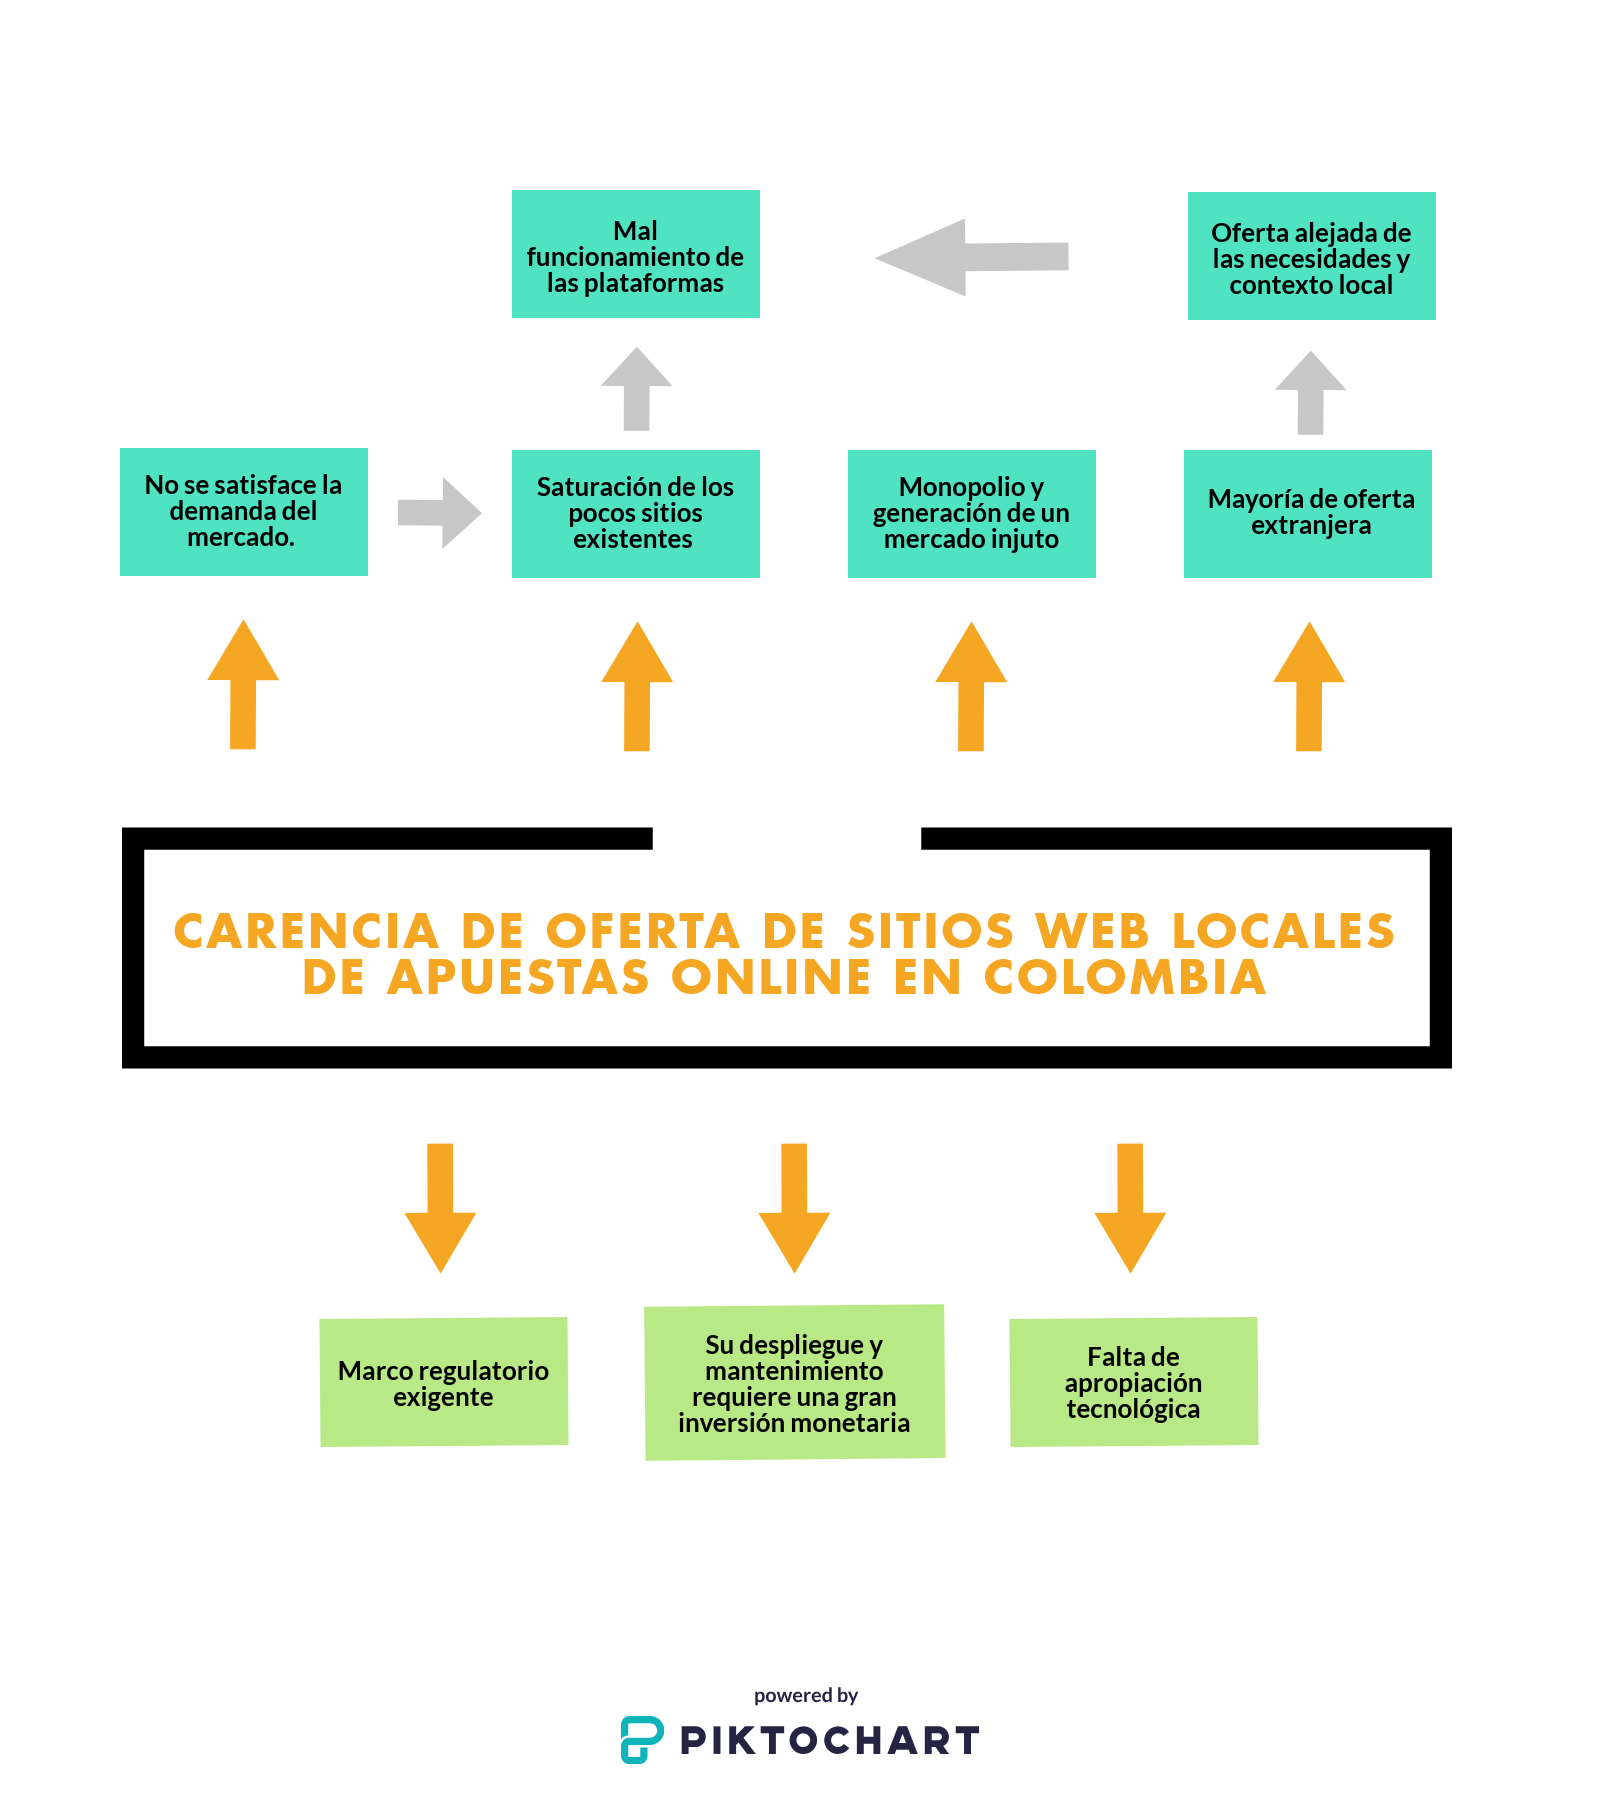 Mal
funcionamiento de
las plataformas
Oferta alejada de
las necesidades y
contexto local
No se satisface la
demanda del
mercado.
Saturación de los
pocos sitios
existentes
Monopolio y
generación de un
mercado injuto
Mayoría de oferta
extranjera
CARENCIA DE OFERTA DE SITIOS WEB LOCALES
DE APUESTAS ONLINE EN COLOMBIA
Marco regulatorio
exigente
Su despliegue y
mantenimiento
requiere una gran
inversión monetaria
Falta de
apropiación
tecnológica
powered by
PIKTOCHART